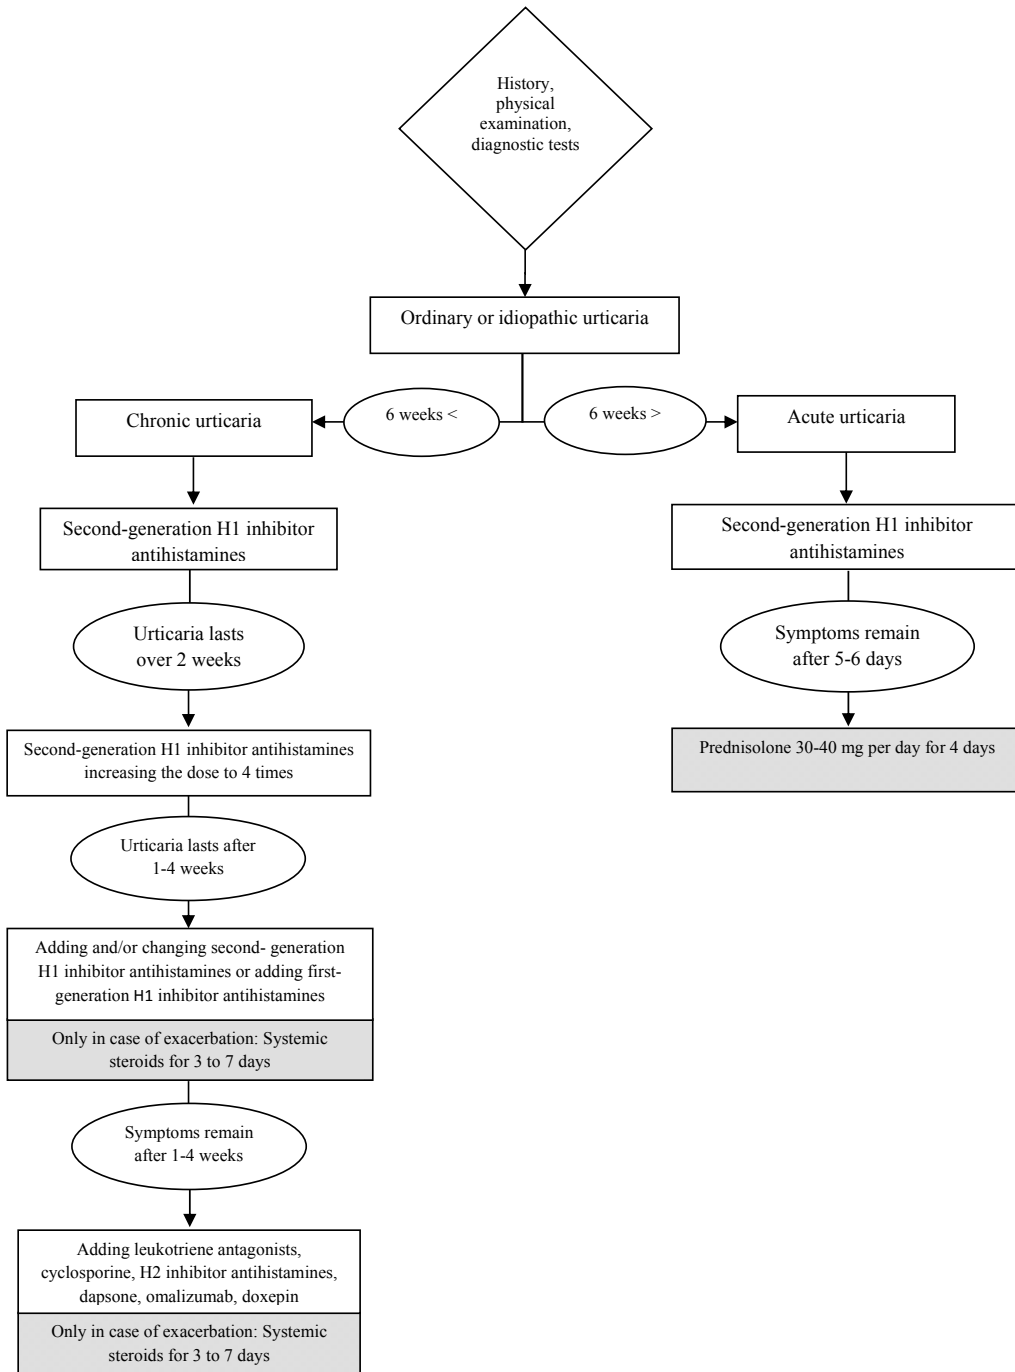 History,
physical
examination,
diagnostic tests
Ordinary or idiopathic urticaria
6 weeks <
6 weeks >
Chronic urticaria
Acute urticaria
Second-generation H1 inhibitor
antihistamines
Second-generation H1 inhibitor
antihistamines
Urticaria lasts
over 2 weeks
Symptoms remain
after 5-6 days
Second-generation H1 inhibitor antihistamines
increasing the dose to 4 times
Prednisolone 30-40 mg per day for 4 days
Urticaria lasts after
1-4 weeks
Adding and/or changing second- generation
H1 inhibitor antihistamines or adding first-
generation H1 inhibitor antihistamines
Only in case of exacerbation: Systemic
steroids for 3 to 7 days
Symptoms remain
after 1-4 weeks
Adding leukotriene antagonists,
cyclosporine, H2 inhibitor antihistamines,
dapsone, omalizumab, doxepin
Only in case of exacerbation: Systemic
steroids for 3 to 7 days